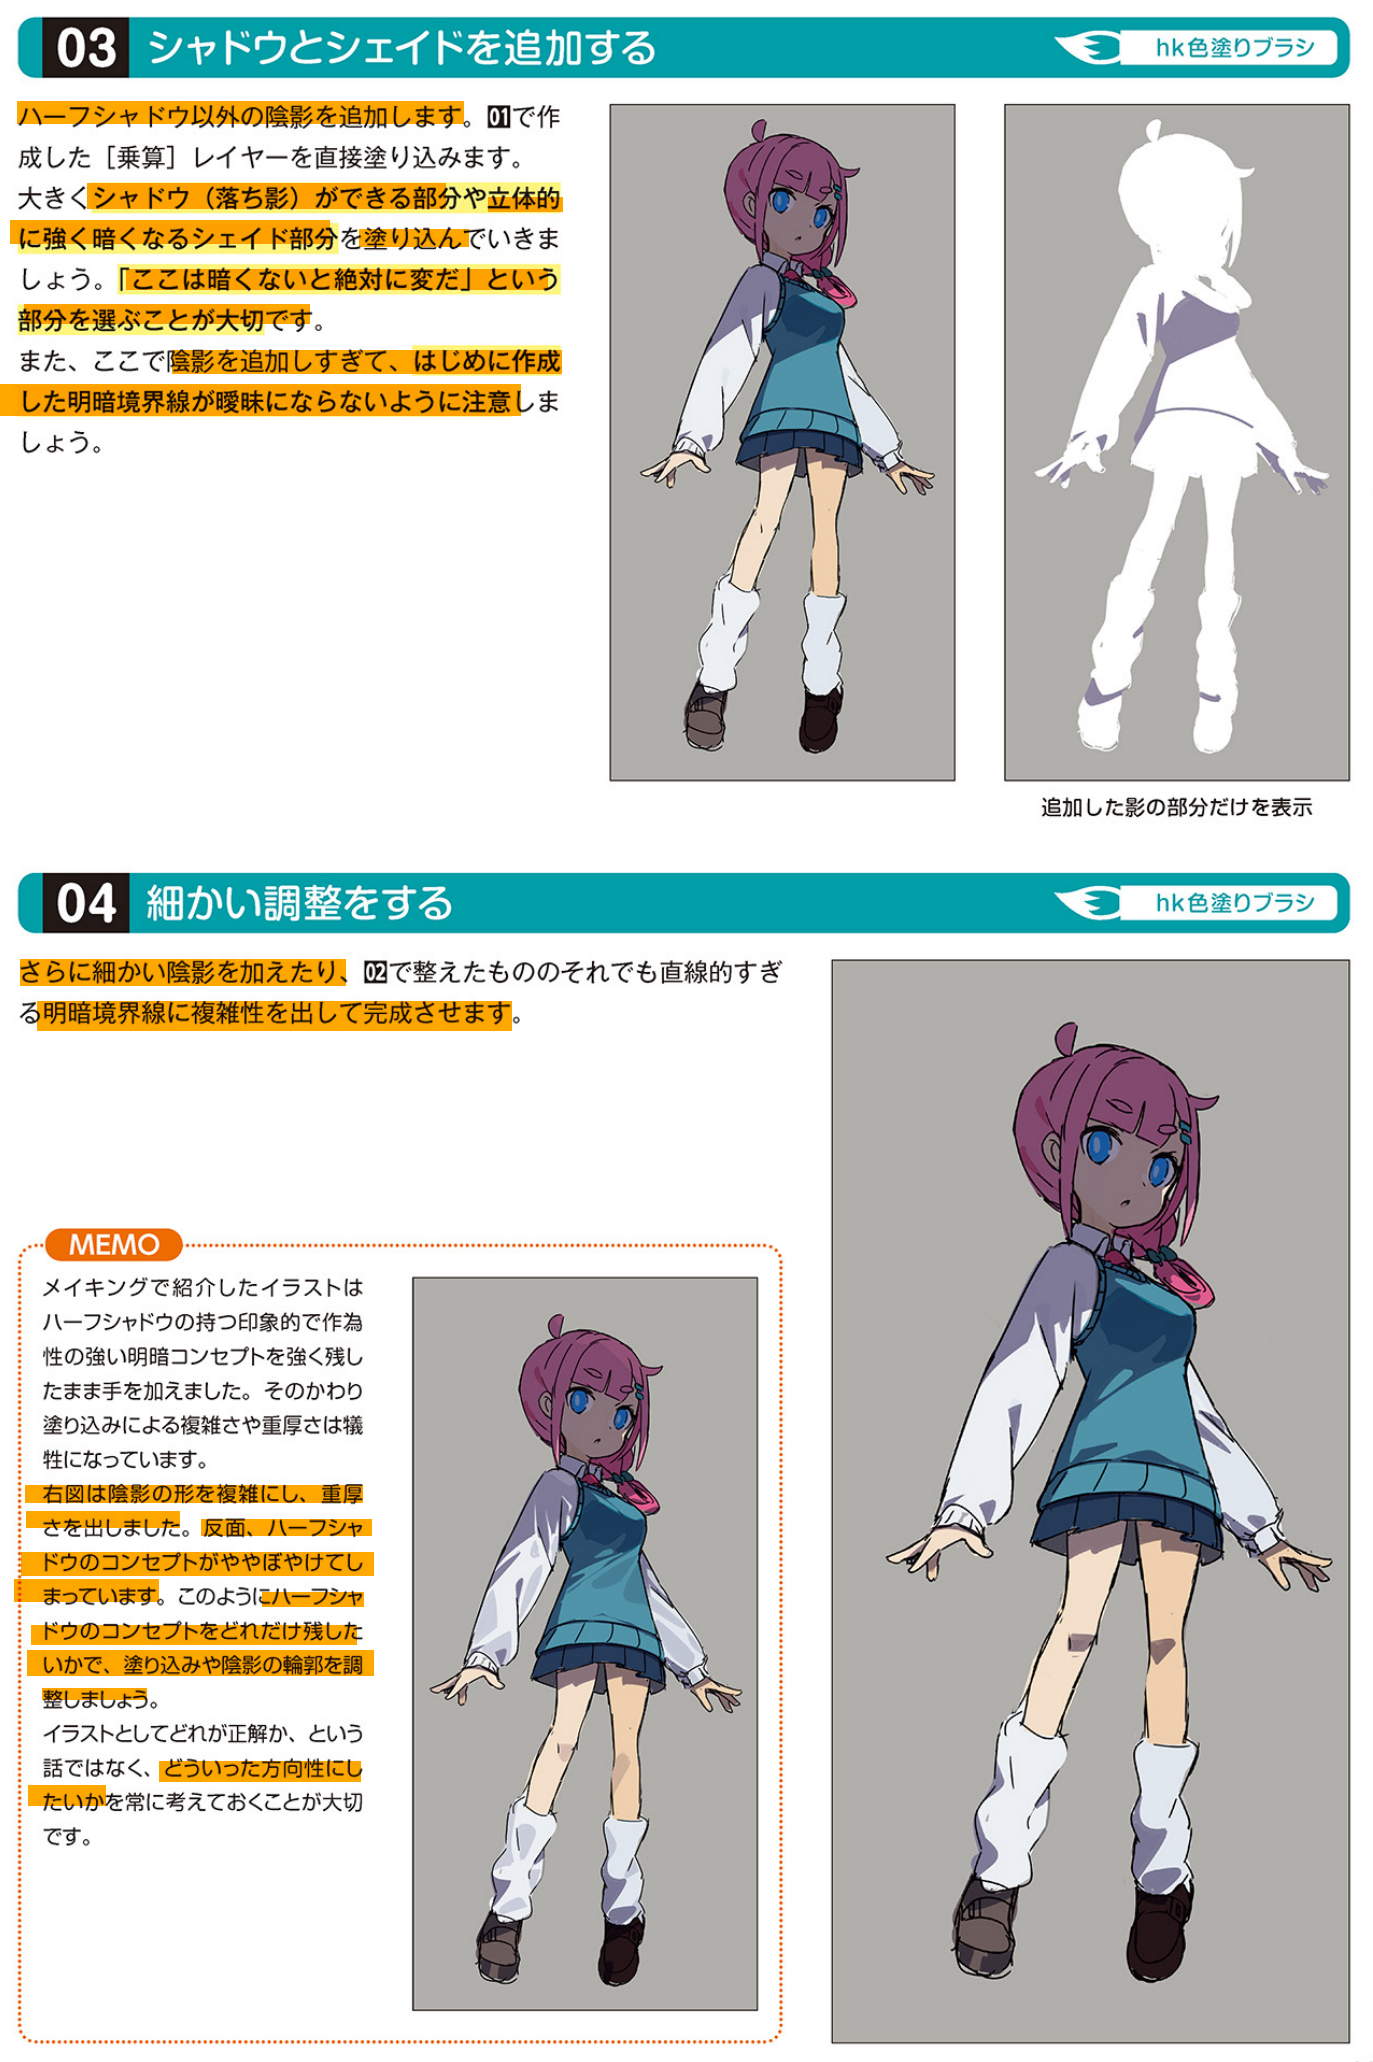 03 シャドウとシェイドを追加する
hk色塗りブラシ
ハーフシャドウ以外の陰影を追加します。01で作
成した［乗算］レイヤーを直接塗り込みます。
大きくシャドウ（落ち影）ができる部分や立体的
に強く暗くなるシェイド部分を塗り込んでいきま
しょう。「ここは暗くないと絶対に変だ」という
部分を選ぶことが大切です。
また、ここで陰影を追加しすぎて、はじめに作成
した明暗境界線が曖昧にならないように注意しま
しょう。
追加した影の部分だけを表示
04 細かい調整をする
hk色塗りブラシ
さらに細かい陰影を加えたり、02で整えたもののそれでも直線的すぎ
る明暗境界線に複雑性を出して完成させます。
MEMO
メイキングで紹介したイラストは
ハーフシャドウの持つ印象的で作為
性の強い明暗コンセプトを強く残し
たまま手を加えました。そのかわり
塗り込みによる複雑さや重厚さは犠
牲になっています。
右図は陰影の形を複雑にし、重厚
さを出しました。反面、ハーフシャ
ドウのコンセプトがややぼやけてし
まっています。このようにハーフシャ
ドウのコンセプトをどれだけ残した
いかで、塗り込みや陰影の輪郭を調
整しましょう。
イラストとしてどれが正解か、という
話ではなく、どういった方向性にし
たいかを常に考えておくことが大切
です。